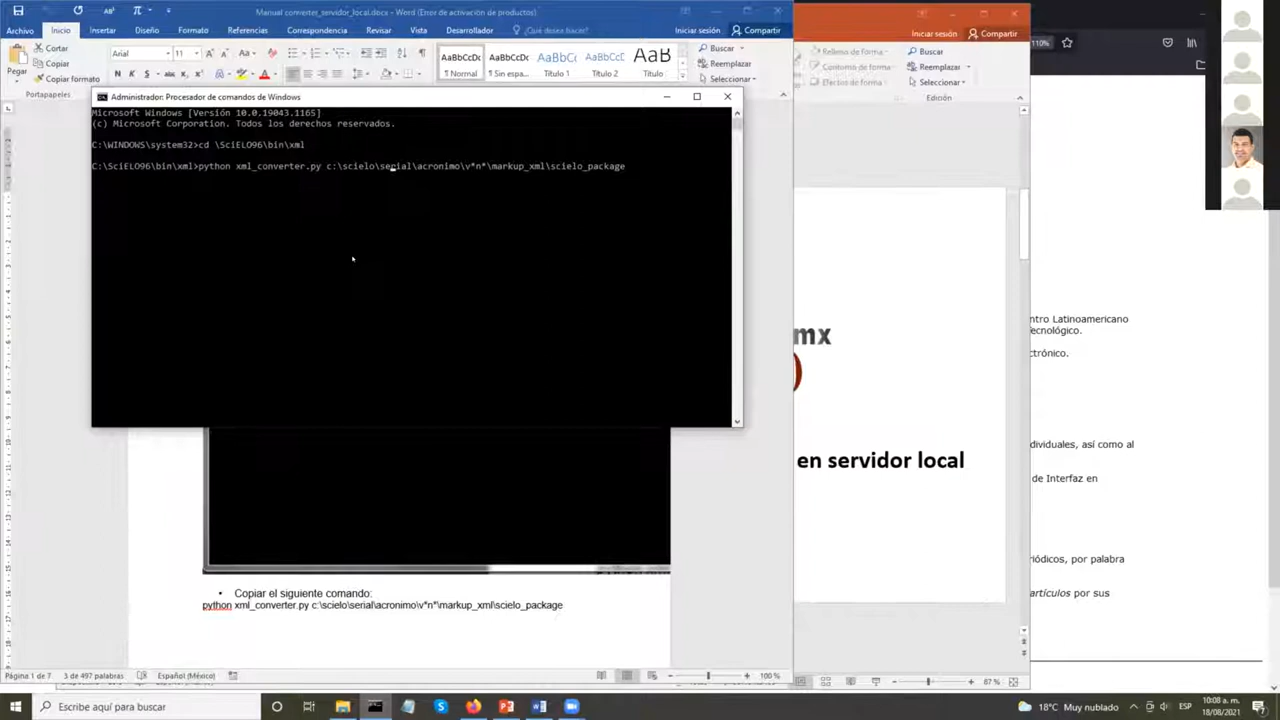 Manual converter_servidor_local.docx - Word (Error de activación de productos)
Archivo Inicio Insertar Diseño Formato Referencias Correspondencia Revisar Vista Desarrollador ¿Qué desea hacer? Iniciar sesión Compartir
Iniciar sesión Compartir
110%
Pegar
Cortar
Copiar
Copiar formato
Portapapeles
Arial 11
AaBbCcDc AaBbCcDc AaBbCc AaBbCcD AaB
¶ Normal ¶ Sin espa... Título 1 Título 2 Título
Buscar
Reemplazar
Seleccionar
Relleno de forma
Contorno de forma
Efectos de forma
Buscar
Reemplazar
Seleccionar
Edición
Administrador: Procesador de comandos de Windows
Microsoft Windows [Versión 10.0.19043.1165]
(c) Microsoft Corporation. Todos los derechos reservados.
C:\WINDOWS\system32>cd \SciELO96\bin\xml
C:\SciELO96\bin\xml>python xml_converter.py c:\scielo\serial\acronimo\v*n*\markup_xml\scielo_package
• Copiar el siguiente comando:
python xml_converter.py c:\scielo\serial\acronimo\v*n*\markup_xml\scielo_package
mx
en servidor local
ntro Latinoamericano
ecnológico.
ctrónico.
dividuales, así como al
de Interfaz en
riódicos, por palabra
artículos por sus
Página 1 de 7 3 de 497 palabras Español (México) 100 %
87 %
Escribe aquí para buscar
18°C Muy nublado
ESP
10:08 a. m.
18/08/2021